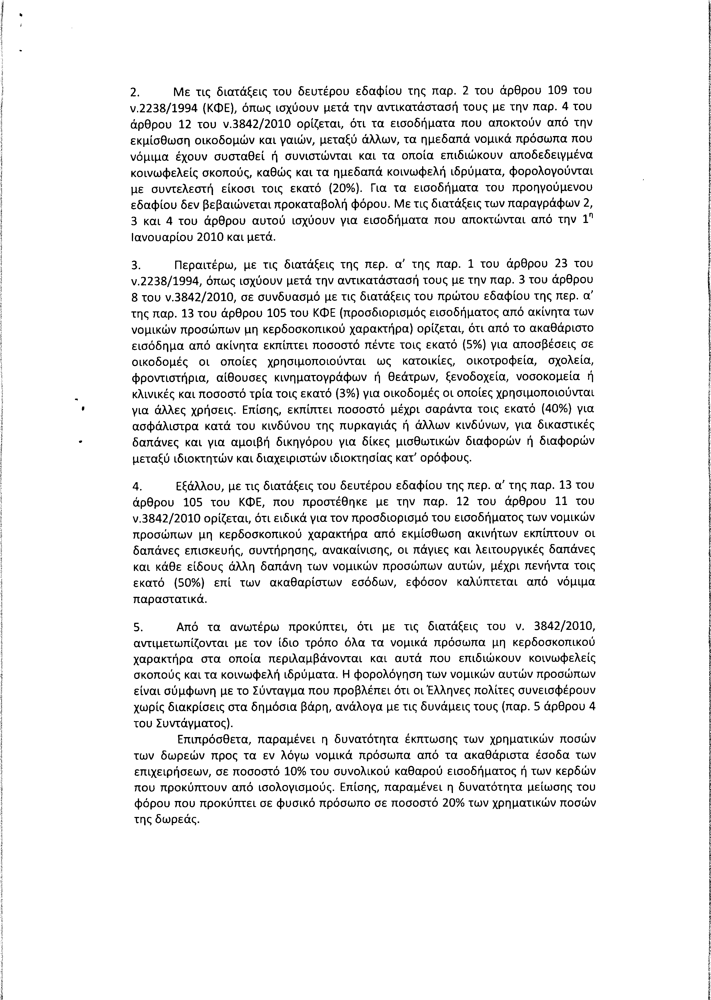 2. Με τις διατάξεις του δευτέρου εδαφίου της παρ. 2 του άρθρου 109 του
ν.2238/1994 (ΚΦΕ), όπως ισχύουν μετά την αντικατάστασή τους με την παρ. 4 του
άρθρου 12 του ν.3842/2010 ορίζεται, ότι τα εισοδήματα που αποκτούν από την
εκμίσθωση οικοδομών και γαιών, μεταξύ άλλων, τα ημεδαπά νομικά πρόσωπα που
νόμιμα έχουν συσταθεί ή συνιστώνται και τα οποία επιδιώκουν αποδεδειγμένα
κοινωφελείς σκοπούς, καθώς και τα ημεδαπά κοινωφελή ιδρύματα, φορολογούνται
με συντελεστή είκοσι τοις εκατό (20%). Για τα εισοδήματα του προηγούμενου
εδαφίου δεν βεβαιώνεται προκαταβολή φόρου. Με τις διατάξεις των παραγράφων 2,
3 και 4 του άρθρου αυτού ισχύουν για εισοδήματα που αποκτώνται από την 1η
Ιανουαρίου 2010 και μετά.
3. Περαιτέρω, με τις διατάξεις της περ. α' της παρ. 1 του άρθρου 23 του
ν.2238/1994, όπως ισχύουν μετά την αντικατάστασή τους με την παρ. 3 του άρθρου
8 του ν.3842/2010, σε συνδυασμό με τις διατάξεις του πρώτου εδαφίου της περ. α'
της παρ. 13 του άρθρου 105 του ΚΦΕ (προσδιορισμός εισοδήματος από ακίνητα των
νομικών προσώπων μη κερδοσκοπικού χαρακτήρα) ορίζεται, ότι από το ακαθάριστο
εισόδημα από ακίνητα εκπίπτει ποσοστό πέντε τοις εκατό (5%) για αποσβέσεις σε
οικοδομές οι οποίες χρησιμοποιούνται ως κατοικίες, οικοτροφεία, σχολεία,
φροντιστήρια, αίθουσες κινηματογράφων ή θεάτρων, ξενοδοχεία, νοσοκομεία ή
κλινικές και ποσοστό τρία τοις εκατό (3%) για οικοδομές οι οποίες χρησιμοποιούνται
για άλλες χρήσεις. Επίσης, εκπίπτει ποσοστό μέχρι σαράντα τοις εκατό (40%) για
ασφάλιστρα κατά του κινδύνου της πυρκαγιάς ή άλλων κινδύνων, για δικαστικές
δαπάνες και για αμοιβή δικηγόρου για δίκες μισθωτικών διαφορών ή διαφορών
μεταξύ ιδιοκτητών και διαχειριστών ιδιοκτησίας κατ' ορόφους.
4. Εξάλλου, με τις διατάξεις του δευτέρου εδαφίου της περ. α' της παρ. 13 του
άρθρου 105 του ΚΦΕ, που προστέθηκε με την παρ. 12 του άρθρου 11 του
ν.3842/2010 ορίζεται, ότι ειδικά για τον προσδιορισμό του εισοδήματος των νομικών
προσώπων μη κερδοσκοπικού χαρακτήρα από εκμίσθωση ακινήτων εκπίπτουν οι
δαπάνες επισκευής, συντήρησης, ανακαίνισης, οι πάγιες και λειτουργικές δαπάνες
και κάθε είδους άλλη δαπάνη των νομικών προσώπων αυτών, μέχρι πενήντα τοις
εκατό (50%) επί των ακαθαρίστων εσόδων, εφόσον καλύπτεται από νόμιμα
παραστατικά.
5. Από τα ανωτέρω προκύπτει, ότι με τις διατάξεις του ν. 3842/2010,
αντιμετωπίζονται με τον ίδιο τρόπο όλα τα νομικά πρόσωπα μη κερδοσκοπικού
χαρακτήρα στα οποία περιλαμβάνονται και αυτά που επιδιώκουν κοινωφελείς
σκοπούς και τα κοινωφελή ιδρύματα. Η φορολόγηση των νομικών αυτών προσώπων
είναι σύμφωνη με το Σύνταγμα που προβλέπει ότι οι Έλληνες πολίτες συνεισφέρουν
χωρίς διακρίσεις στα δημόσια βάρη, ανάλογα με τις δυνάμεις τους (παρ. 5 άρθρου 4
του Συντάγματος).
Επιπρόσθετα, παραμένει η δυνατότητα έκπτωσης των χρηματικών ποσών
των δωρεών προς τα εν λόγω νομικά πρόσωπα από τα ακαθάριστα έσοδα των
επιχειρήσεων, σε ποσοστό 10% του συνολικού καθαρού εισοδήματος ή των κερδών
που προκύπτουν από ισολογισμούς. Επίσης, παραμένει η δυνατότητα μείωσης του
φόρου που προκύπτει σε φυσικό πρόσωπο σε ποσοστό 20% των χρηματικών ποσών
της δωρεάς.